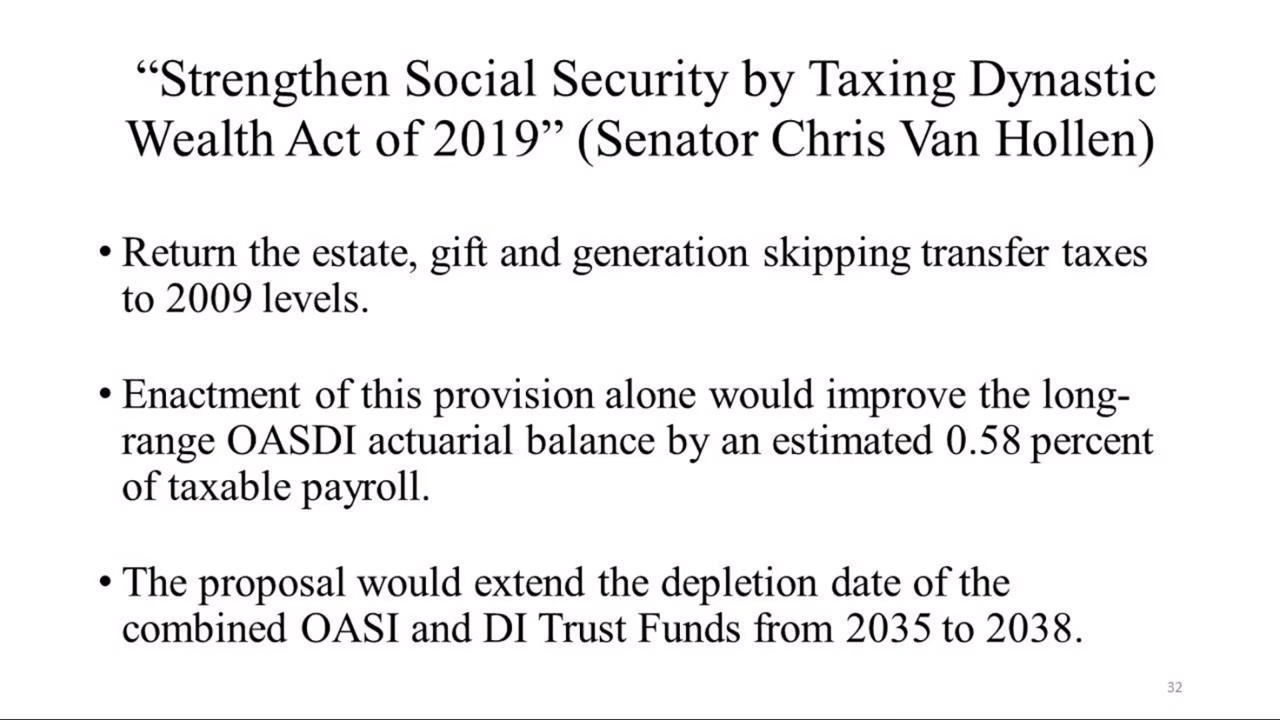 “Strengthen Social Security by Taxing Dynastic
Wealth Act of 2019” (Senator Chris Van Hollen)
• Return the estate, gift and generation skipping transfer taxes
to 2009 levels.
• Enactment of this provision alone would improve the long-
range OASDI actuarial balance by an estimated 0.58 percent
of taxable payroll.
• The proposal would extend the depletion date of the
combined OASI and DI Trust Funds from 2035 to 2038.
32